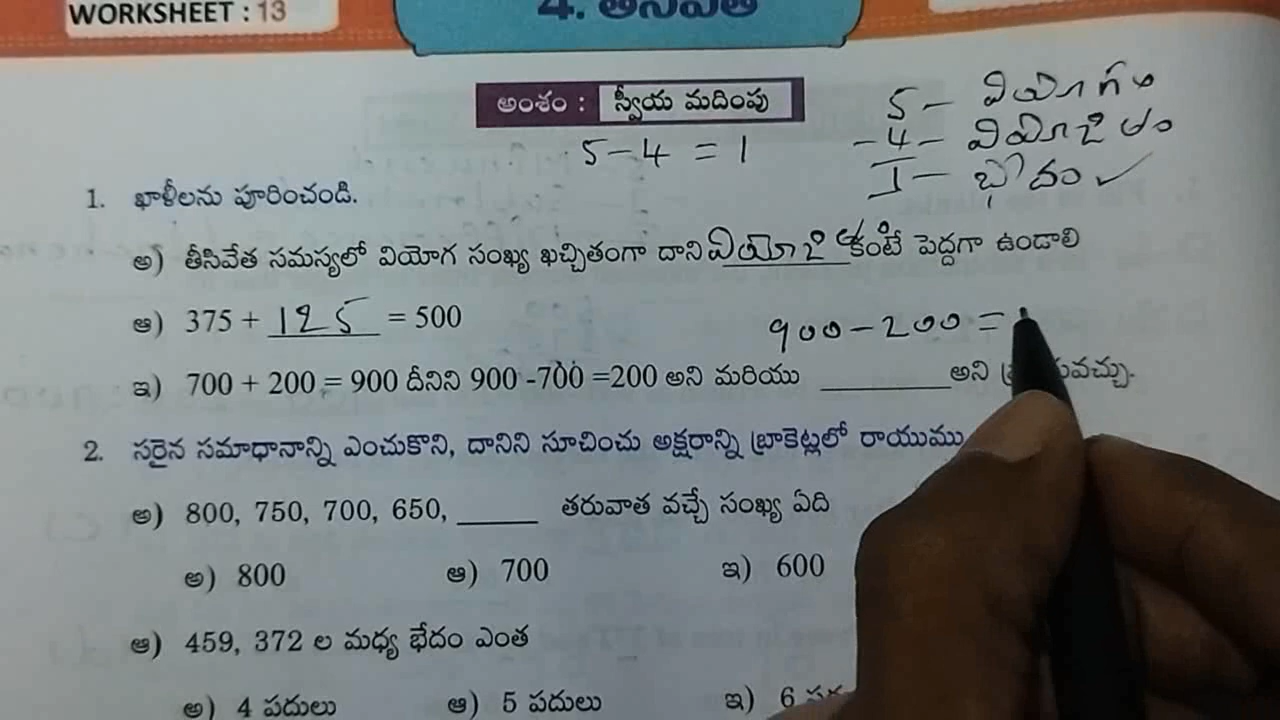 WORKSHEET : 13
4. తీసివేత
అంశం : స్వీయ మదింపు
5 - 4 = 1
5 - వియోగం
- 4 - వియోజికం
1 - భేదం ✓
1. ఖాళీలను పూరించండి.
అ) తీసివేత సమస్యలో వియోగ సంఖ్య ఖచ్చితంగా దాని వియోజికం కంటే పెద్దగా ఉండాలి
ఆ) 375 + 125 = 500
900 - 200 =
ఇ) 700 + 200 = 900 దీనిని 900 -700 =200 అని మరియు ________ అని
2. సరైన సమాధానాన్ని ఎంచుకొని, దానిని సూచించు అక్షరాన్ని బ్రాకెట్లలో రాయుము
అ) 800, 750, 700, 650, _____ తరువాత వచ్చే సంఖ్య ఏది
అ) 800 ఆ) 700 ఇ) 600
ఆ) 459, 372 ల మధ్య భేదం ఎంత
అ) 4 పదులు ఆ) 5 పదులు ఇ) 6